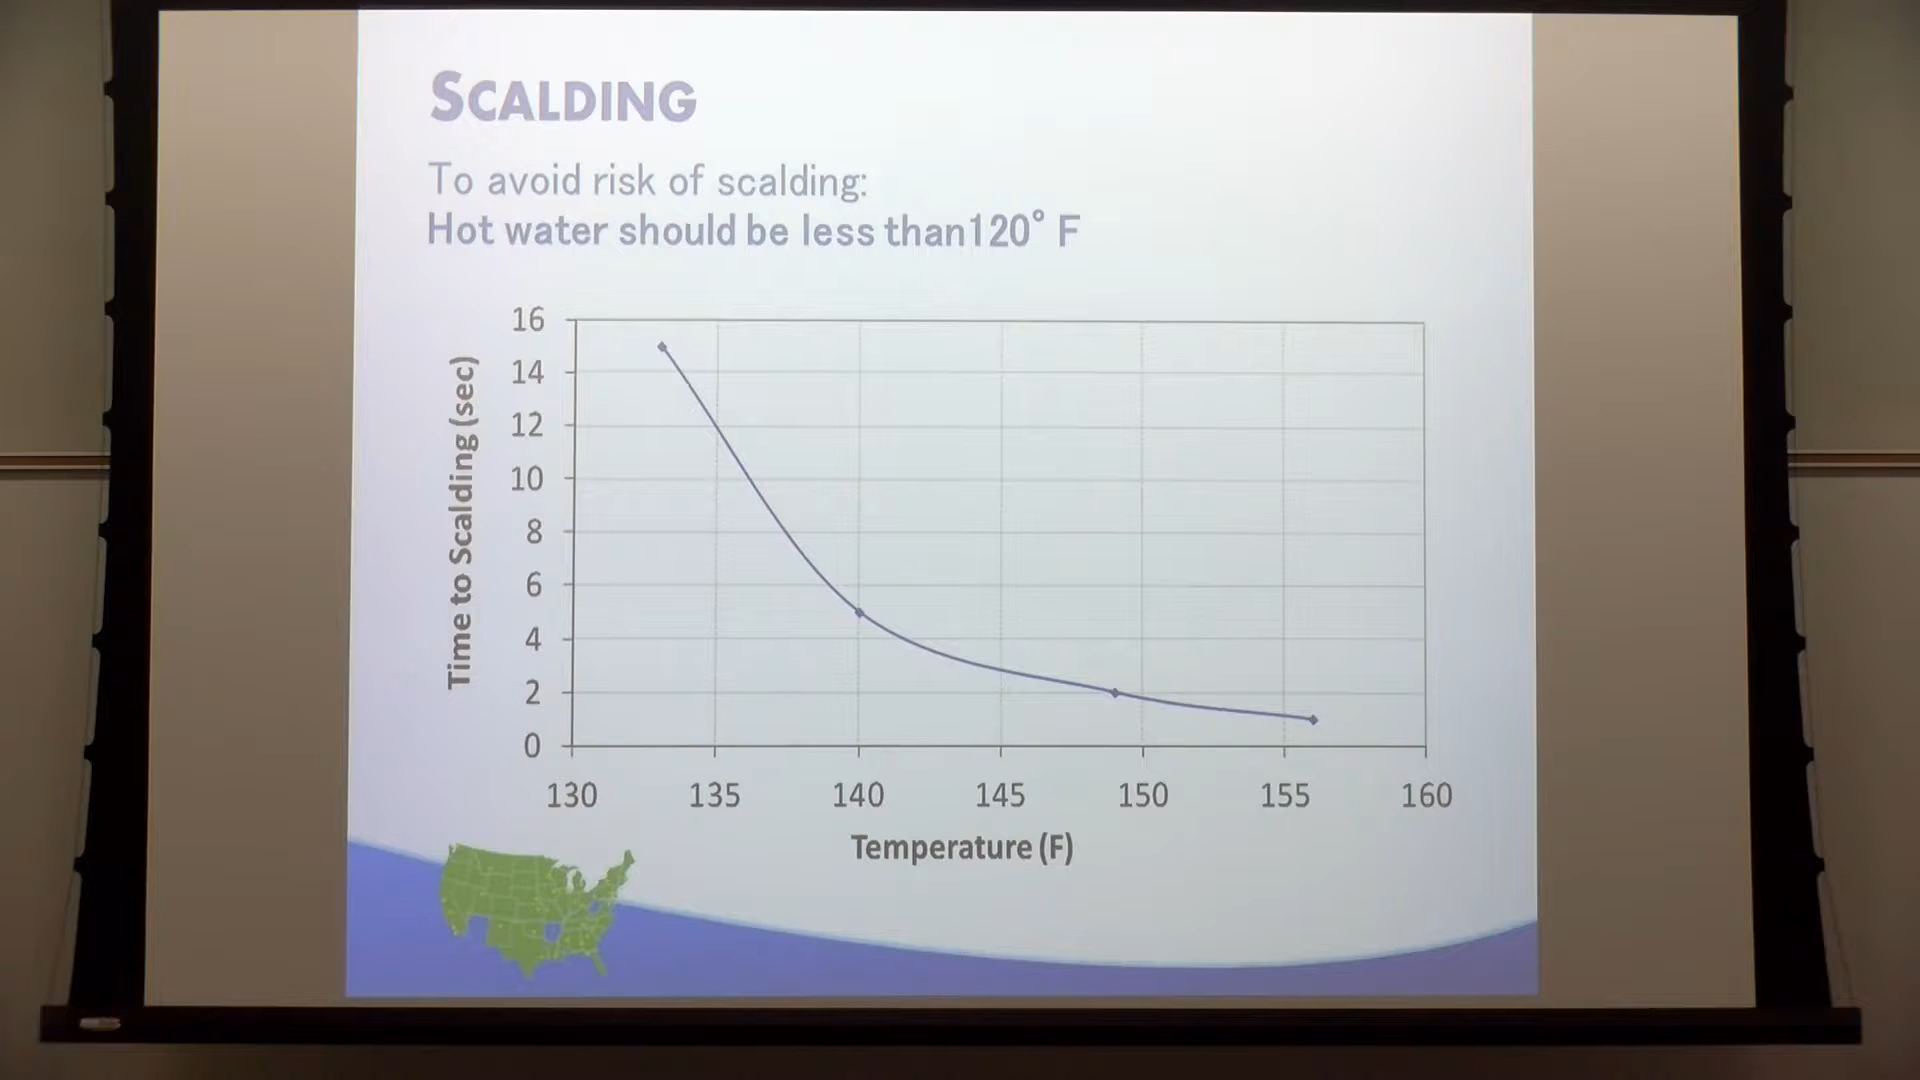 SCALDING
To avoid risk of scalding:
Hot water should be less than120° F
16
14
12
10
8
6
4
2
0
Time to Scalding (sec)
130 135 140 145 150 155 160
Temperature (F)